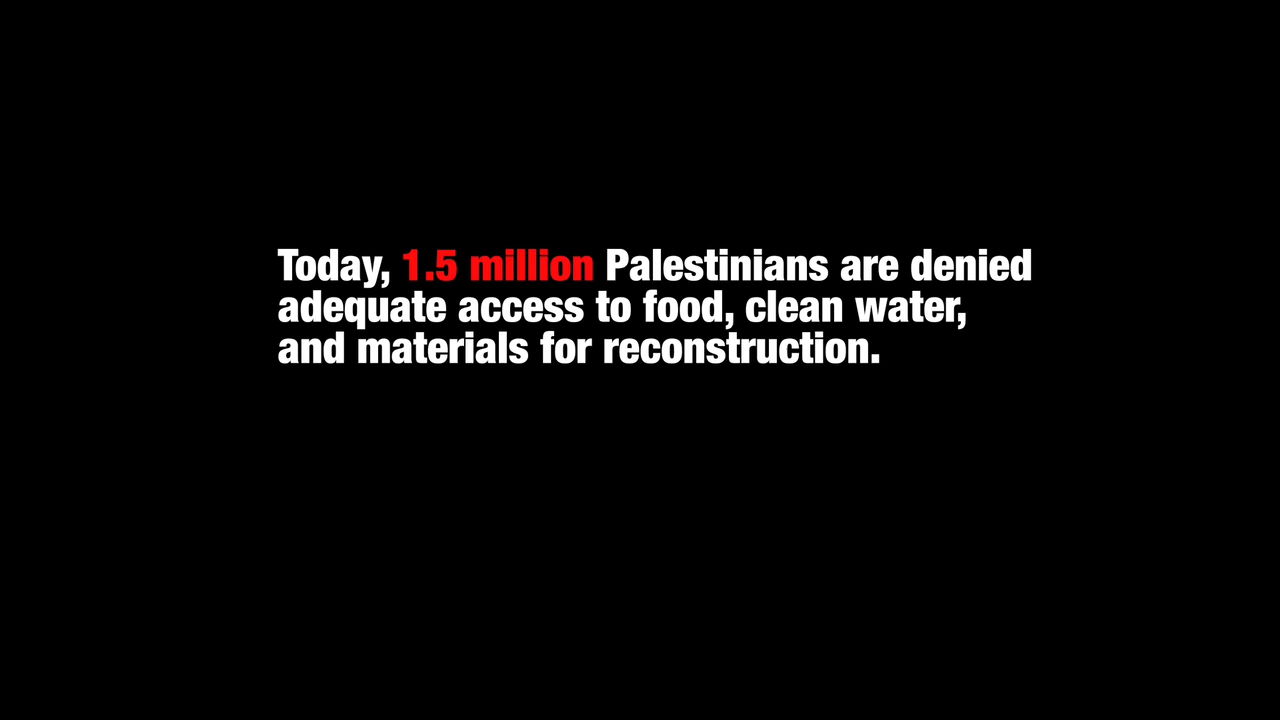 Today, 1.5 million Palestinians are denied
adequate access to food, clean water,
and materials for reconstruction.